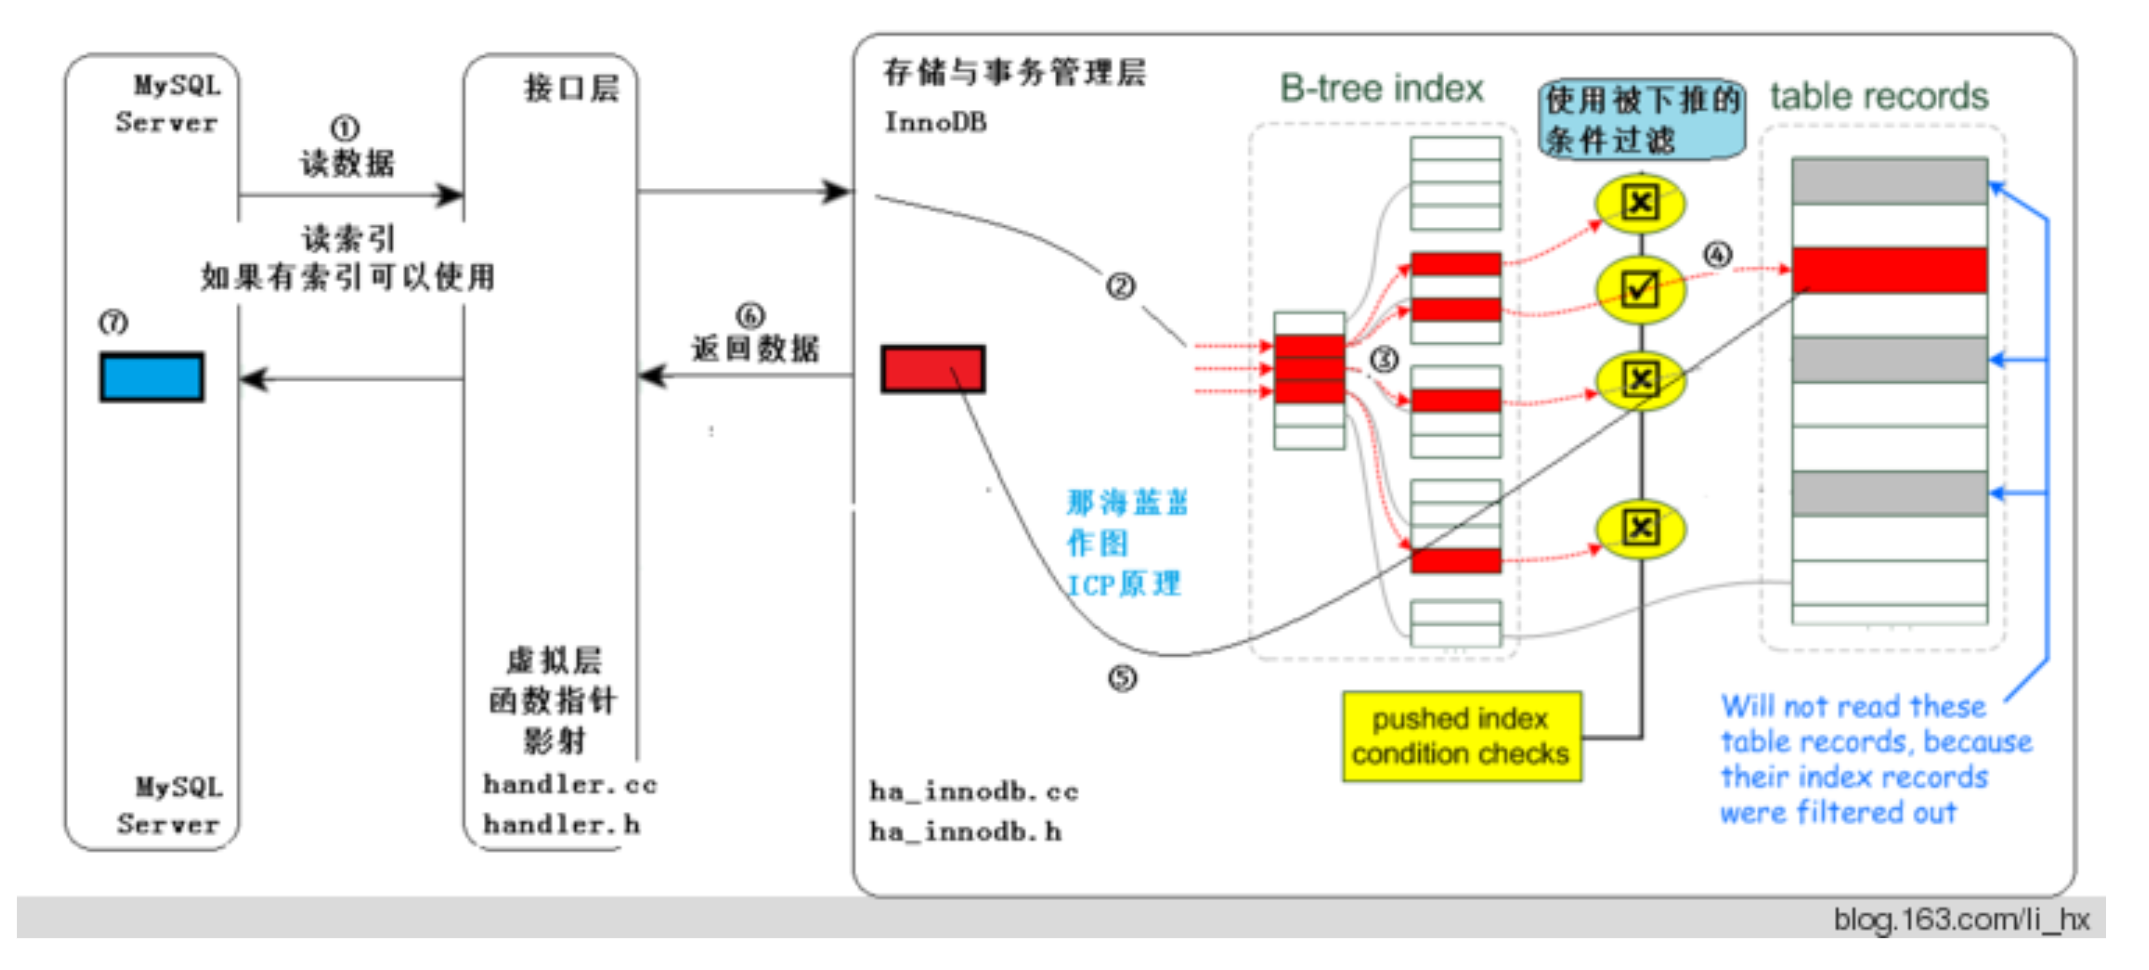 MySQL
Server
①
读数据
读索引
如果有索引可以使用
⑦
MySQL
Server
接口层
⑥
返回数据
虚拟层
函数指针
影射
handler.cc
handler.h
存储与事务管理层
InnoDB
②
③
④
⑤
B-tree index
使用被下推的
条件过滤
table records
那海蓝蓝
作图
ICP原理
pushed index
condition checks
Will not read these
table records, because
their index records
were filtered out
ha_innodb.cc
ha_innodb.h
blog.163.com/li_hx